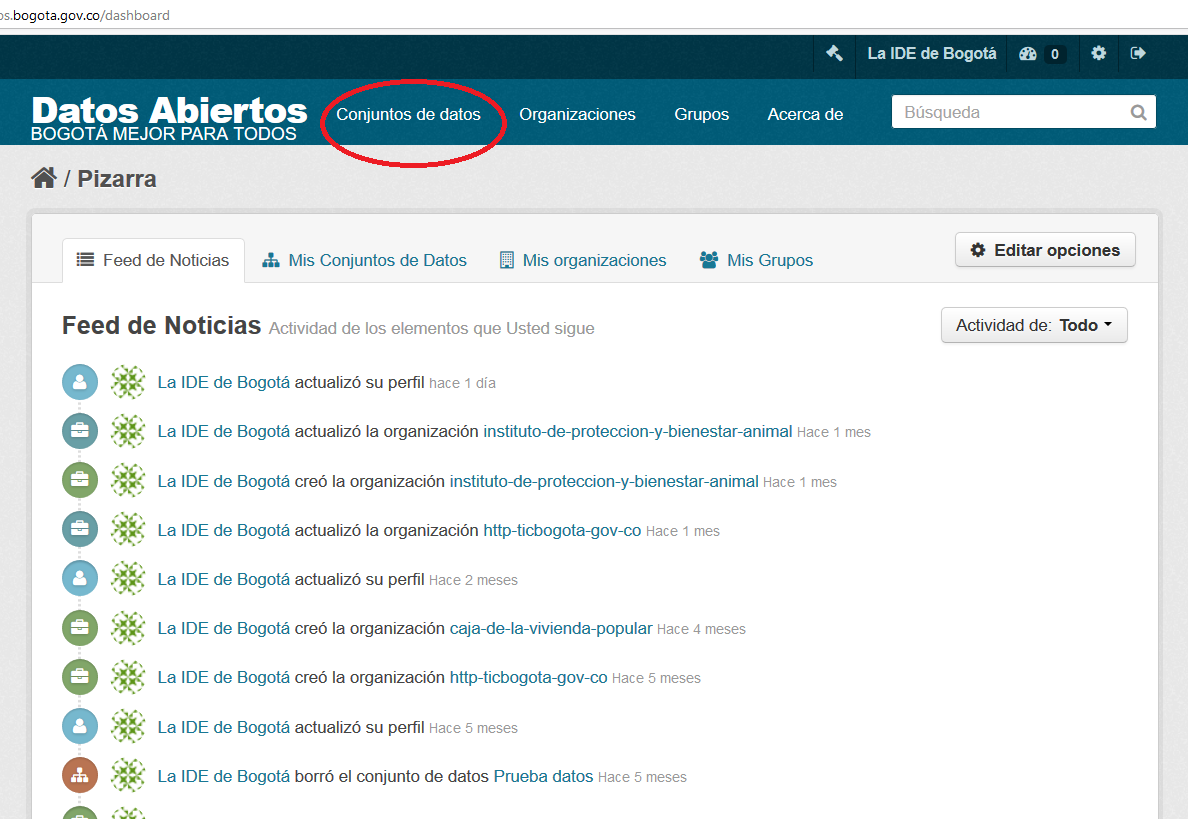 os.bogota.gov.co/dashboard
La IDE de Bogotá 0
Datos Abiertos
BOGOTÁ MEJOR PARA TODOS
Conjuntos de datos Organizaciones Grupos Acerca de Búsqueda
/ Pizarra
Feed de Noticias Mis Conjuntos de Datos Mis organizaciones Mis Grupos Editar opciones
Feed de Noticias Actividad de los elementos que Usted sigue Actividad de: Todo
La IDE de Bogotá actualizó su perfil hace 1 día
La IDE de Bogotá actualizó la organización instituto-de-proteccion-y-bienestar-animal Hace 1 mes
La IDE de Bogotá creó la organización instituto-de-proteccion-y-bienestar-animal Hace 1 mes
La IDE de Bogotá actualizó la organización http-ticbogota-gov-co Hace 1 mes
La IDE de Bogotá actualizó su perfil Hace 2 meses
La IDE de Bogotá creó la organización caja-de-la-vivienda-popular Hace 4 meses
La IDE de Bogotá creó la organización http-ticbogota-gov-co Hace 5 meses
La IDE de Bogotá actualizó su perfil Hace 5 meses
La IDE de Bogotá borró el conjunto de datos Prueba datos Hace 5 meses